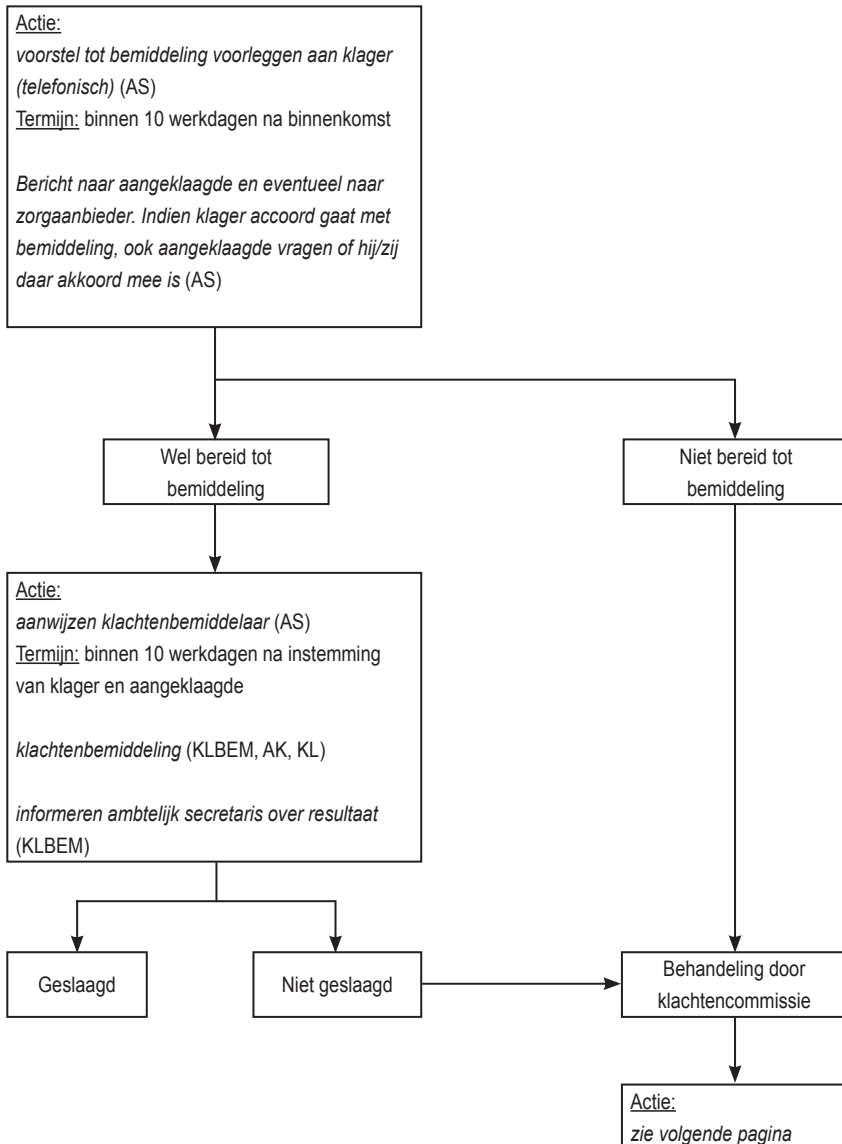 Actie:
voorstel tot bemiddeling voorleggen aan klager
(telefonisch) (AS)
Termijn: binnen 10 werkdagen na binnenkomst
Bericht naar aangeklaagde en eventueel naar
zorgaanbieder. Indien klager accoord gaat met
bemiddeling, ook aangeklaagde vragen of hij/zij
daar akkoord mee is (AS)
Wel bereid tot
bemiddeling
Niet bereid tot
bemiddeling
Actie:
aanwijzen klachtenbemiddelaar (AS)
Termijn: binnen 10 werkdagen na instemming
van klager en aangeklaagde
klachtenbemiddeling (KLBEM, AK, KL)
informeren ambtelijk secretaris over resultaat
(KLBEM)
Geslaagd
Niet geslaagd
Behandeling door
klachtencommissie
Actie:
zie volgende pagina